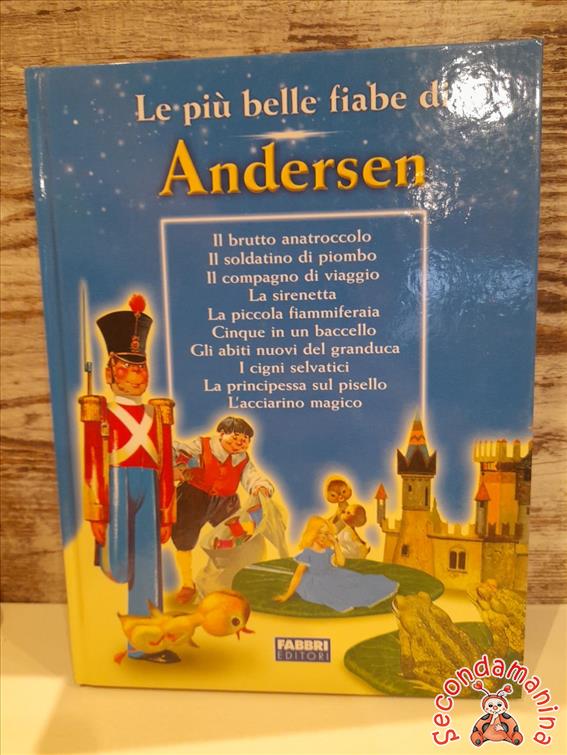 Le più belle fiabe di
Andersen
Il brutto anatroccolo
Il soldatino di piombo
Il compagno di viaggio
La sirenetta
La piccola fiammiferaia
Cinque in un baccello
Gli abiti nuovi del granduca
I cigni selvatici
La principessa sul pisello
L'acciarino magico
FABBRI
EDITORI
Secondamanina